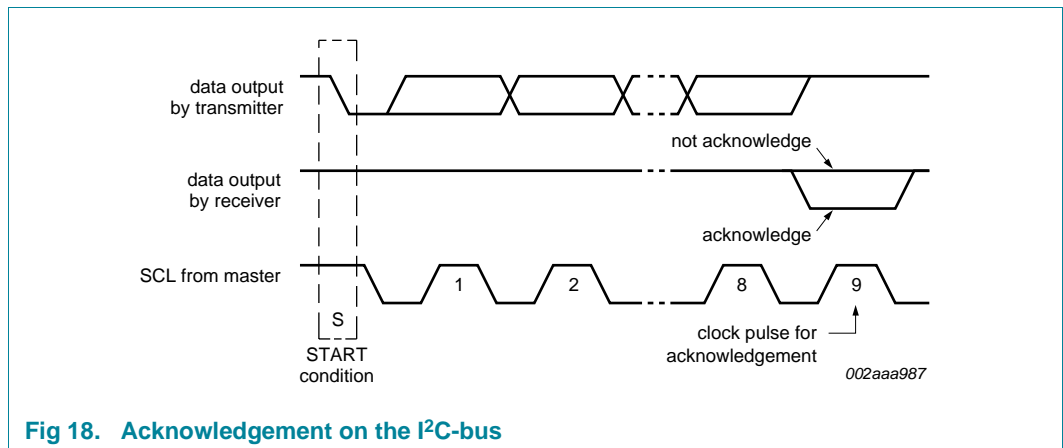 data output
by transmitter
not acknowledge
data output
by receiver
acknowledge
SCL from master
1
2
8
9
S
START
condition
clock pulse for
acknowledgement
002aaa987
Fig 18. Acknowledgement on the I²C-bus